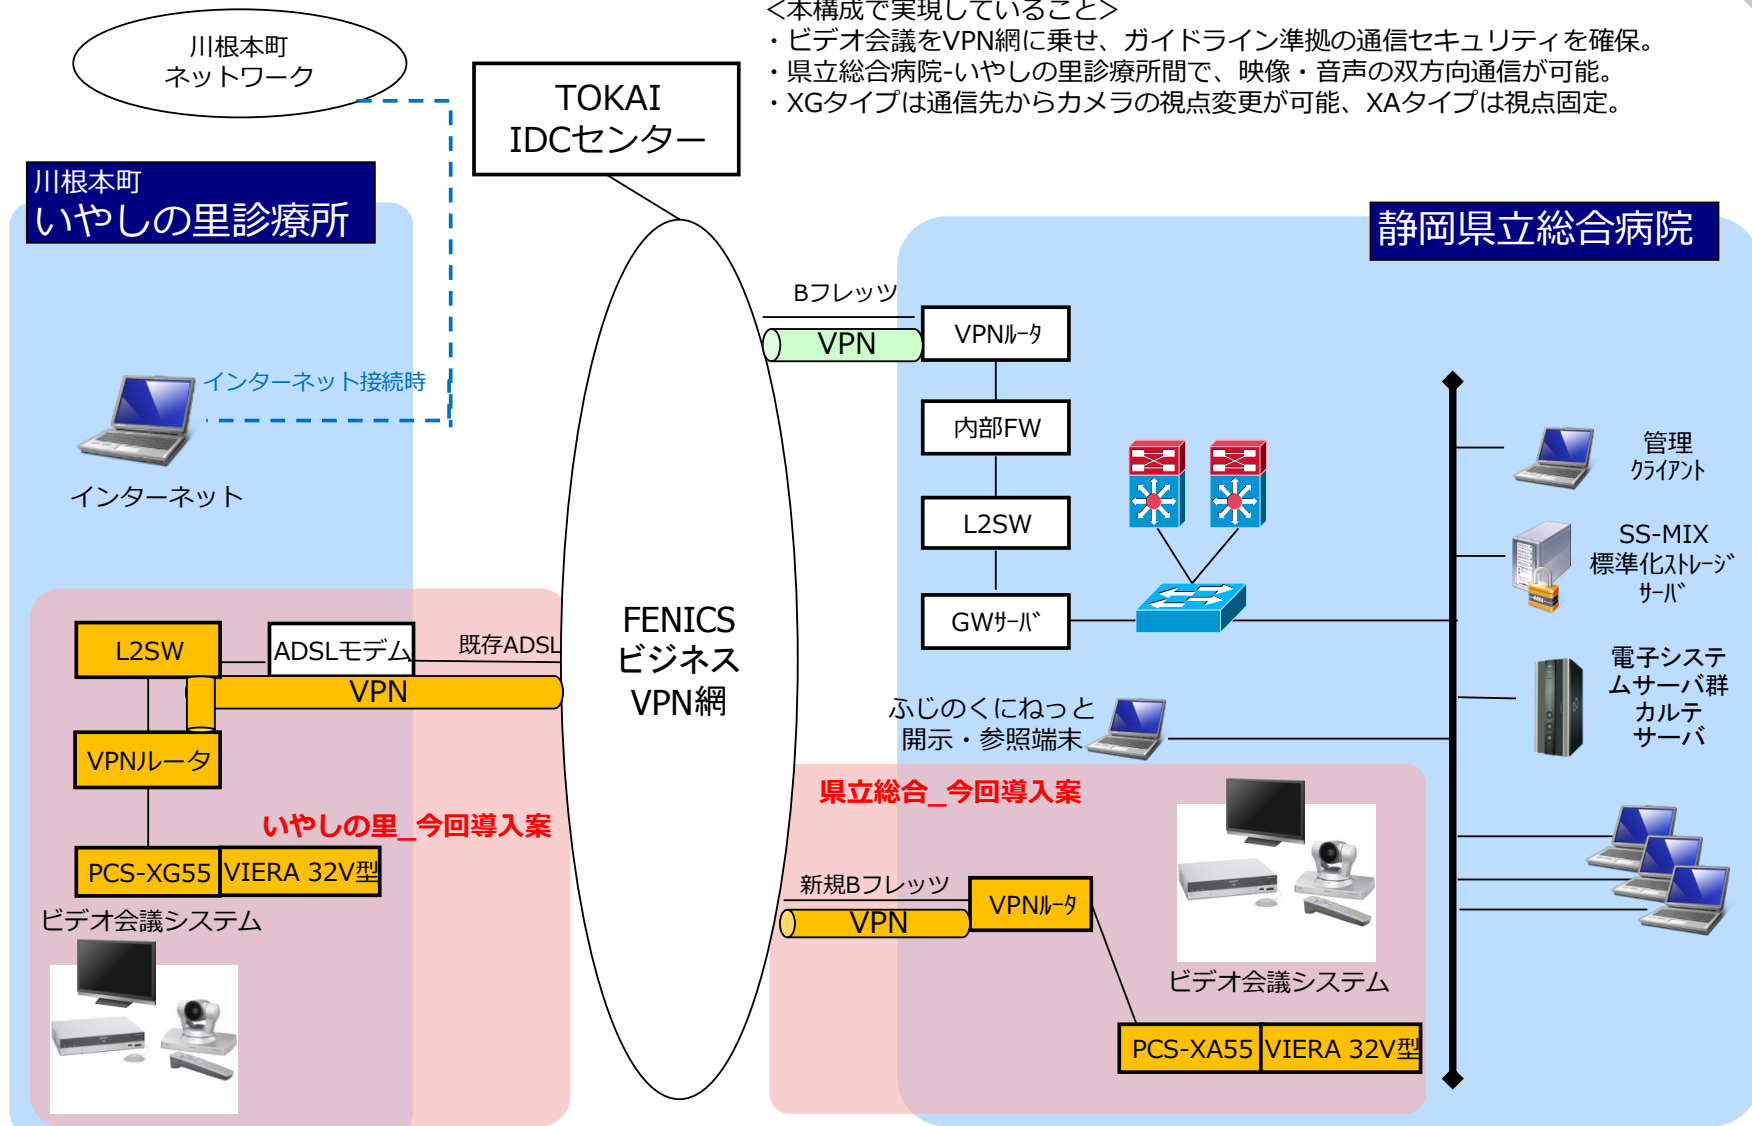 ＜本構成で実現していること＞
・ビデオ会議をVPN網に乗せ、ガイドライン準拠の通信セキュリティを確保。
・県立総合病院-いやしの里診療所間で、映像・音声の双方向通信が可能。
・XGタイプは通信先からカメラの視点変更が可能、XAタイプは視点固定。
川根本町
ネットワーク
TOKAI
IDCセンター
川根本町
いやしの里診療所
静岡県立総合病院
インターネット接続時
インターネット
L2SW
ADSLモデム
既存ADSL
VPN
VPNルータ
いやしの里_今回導入案
PCS-XG55
VIERA 32V型
ビデオ会議システム
FENICS
ビジネス
VPN網
Bフレッツ
VPN
VPNﾙｰﾀ
内部FW
L2SW
GWｻｰﾊﾞ
ふじのくにねっと
開示・参照端末
管理
ｸﾗｲｱﾝﾄ
SS-MIX
標準化ｽﾄﾚｰｼﾞ
ｻｰﾊﾞ
電子システ
ムサーバ群
カルテ
サーバ
県立総合_今回導入案
新規Bフレッツ
VPN
VPNﾙｰﾀ
ビデオ会議システム
PCS-XA55
VIERA 32V型